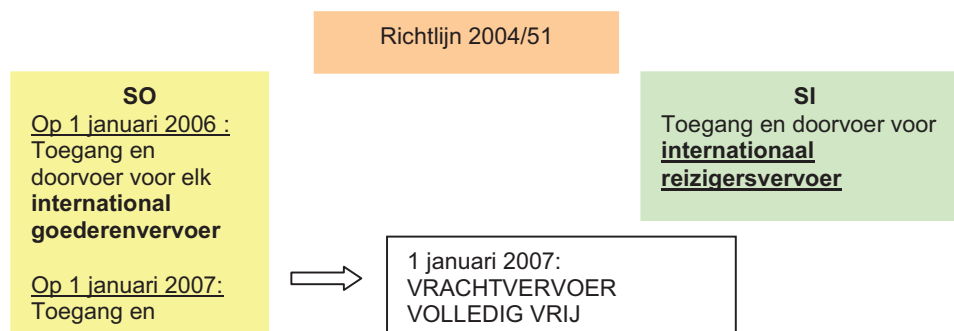 Richtlijn 2004/51
SO
Op 1 januari 2006 :
Toegang en
doorvoer voor elk
international
goederenvervoer
Op 1 januari 2007:
Toegang en
SI
Toegang en doorvoer voor
internationaal
reizigersvervoer
1 januari 2007:
VRACHTVERVOER
VOLLEDIG VRIJ